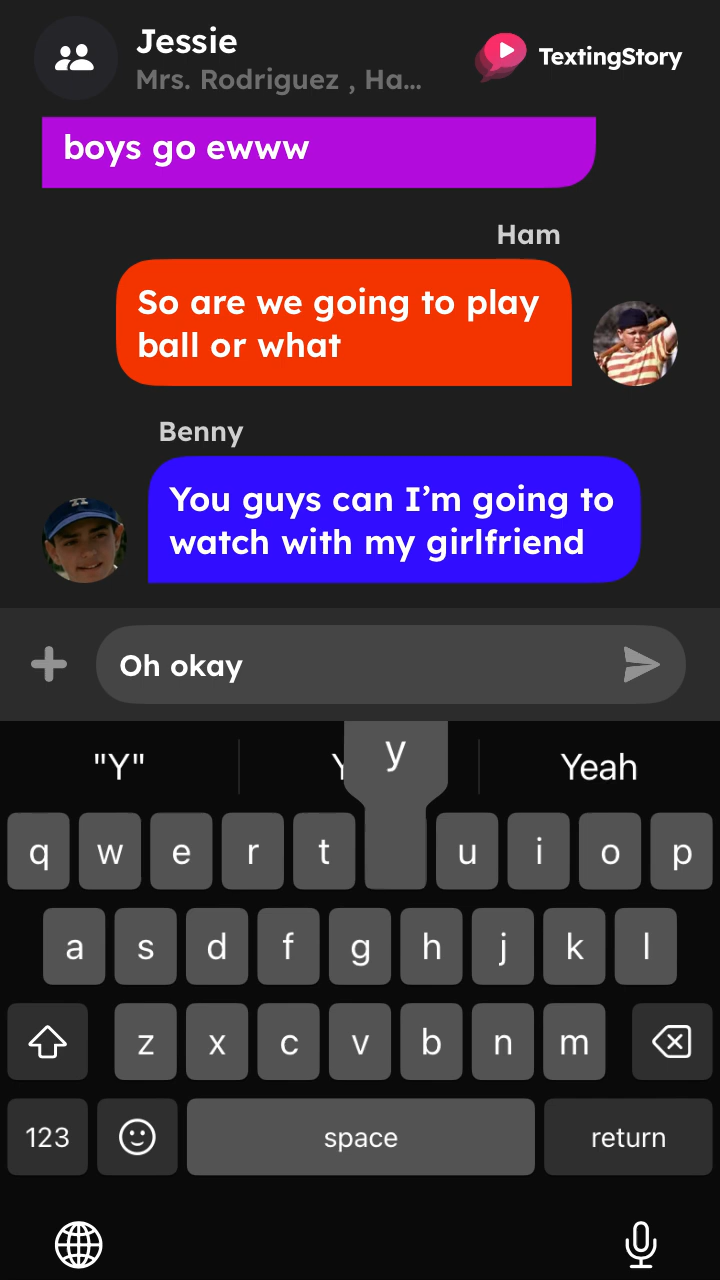 Jessie
Mrs. Rodriguez , Ha...
TextingStory
boys go ewww
Ham
So are we going to play
ball or what
Benny
You guys can I’m going to
watch with my girlfriend
Oh okay
"Y" Yeah
y
q w e r t u i o p
a s d f g h j k l
z x c v b n m
123 space return